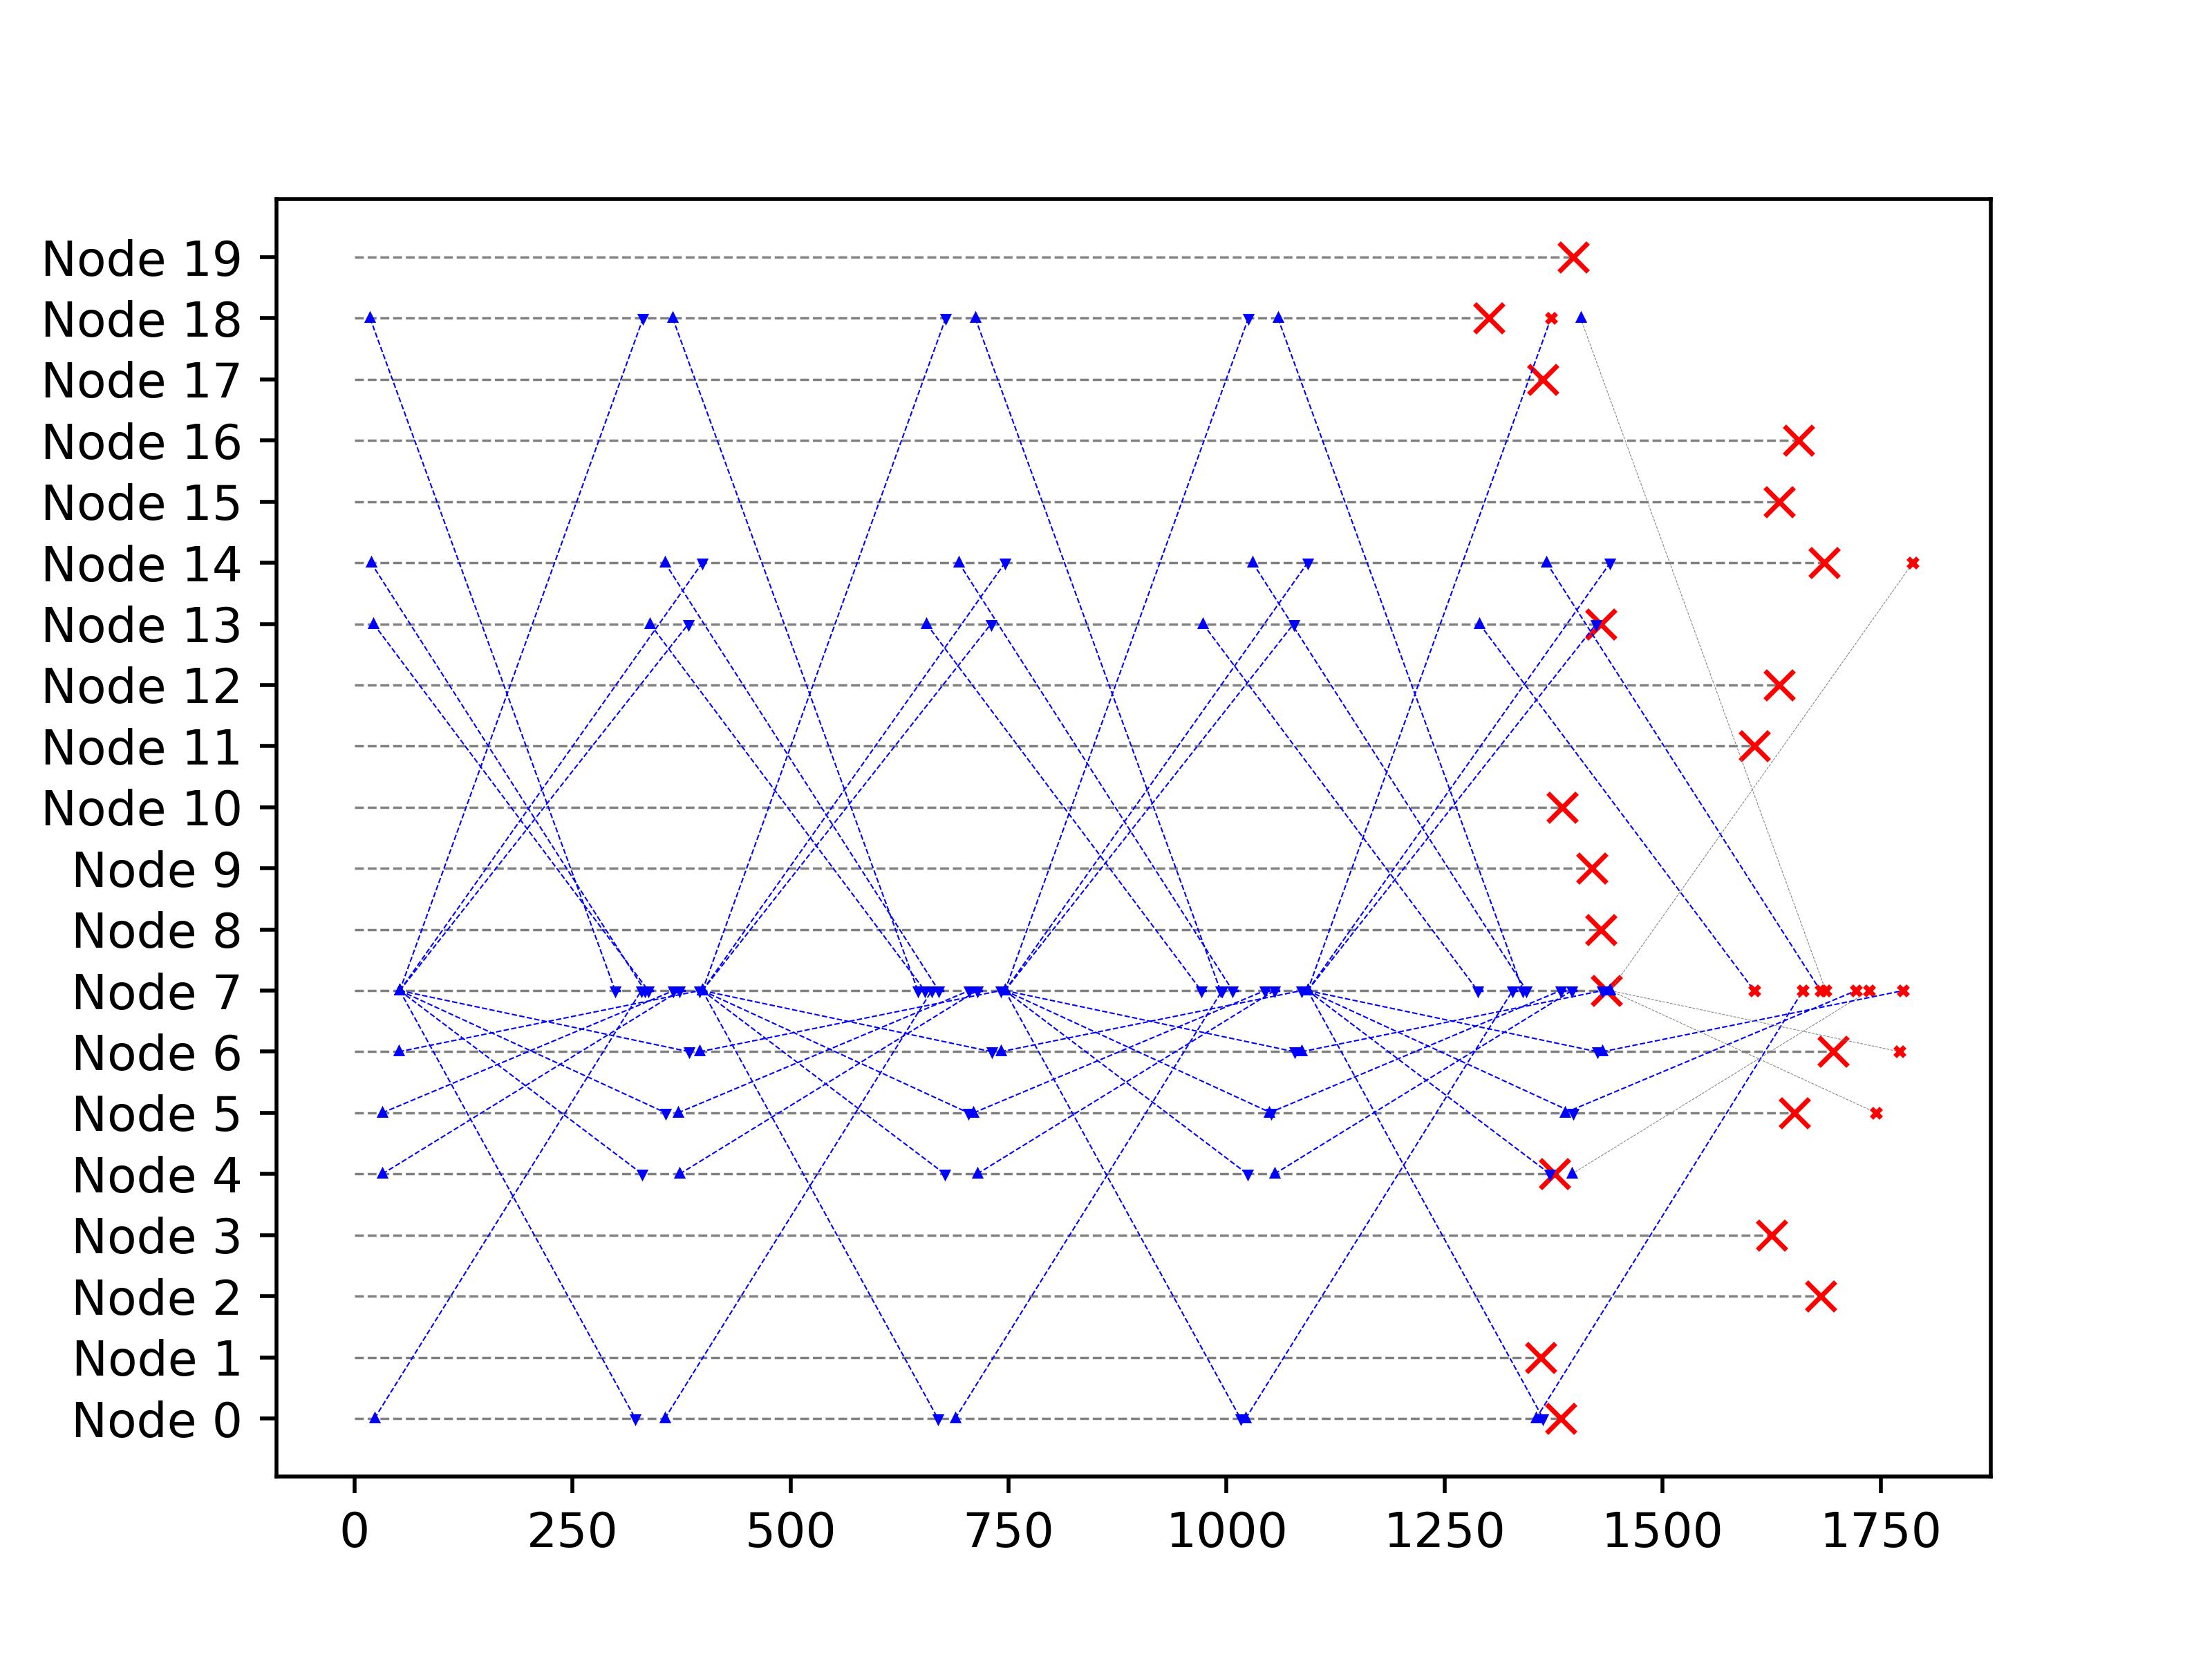 Node 19
Node 18
Node 17
Node 16
Node 15
Node 14
Node 13
Node 12
Node 11
Node 10
Node 9
Node 8
Node 7
Node 6
Node 5
Node 4
Node 3
Node 2
Node 1
Node 0
0 250 500 750 1000 1250 1500 1750